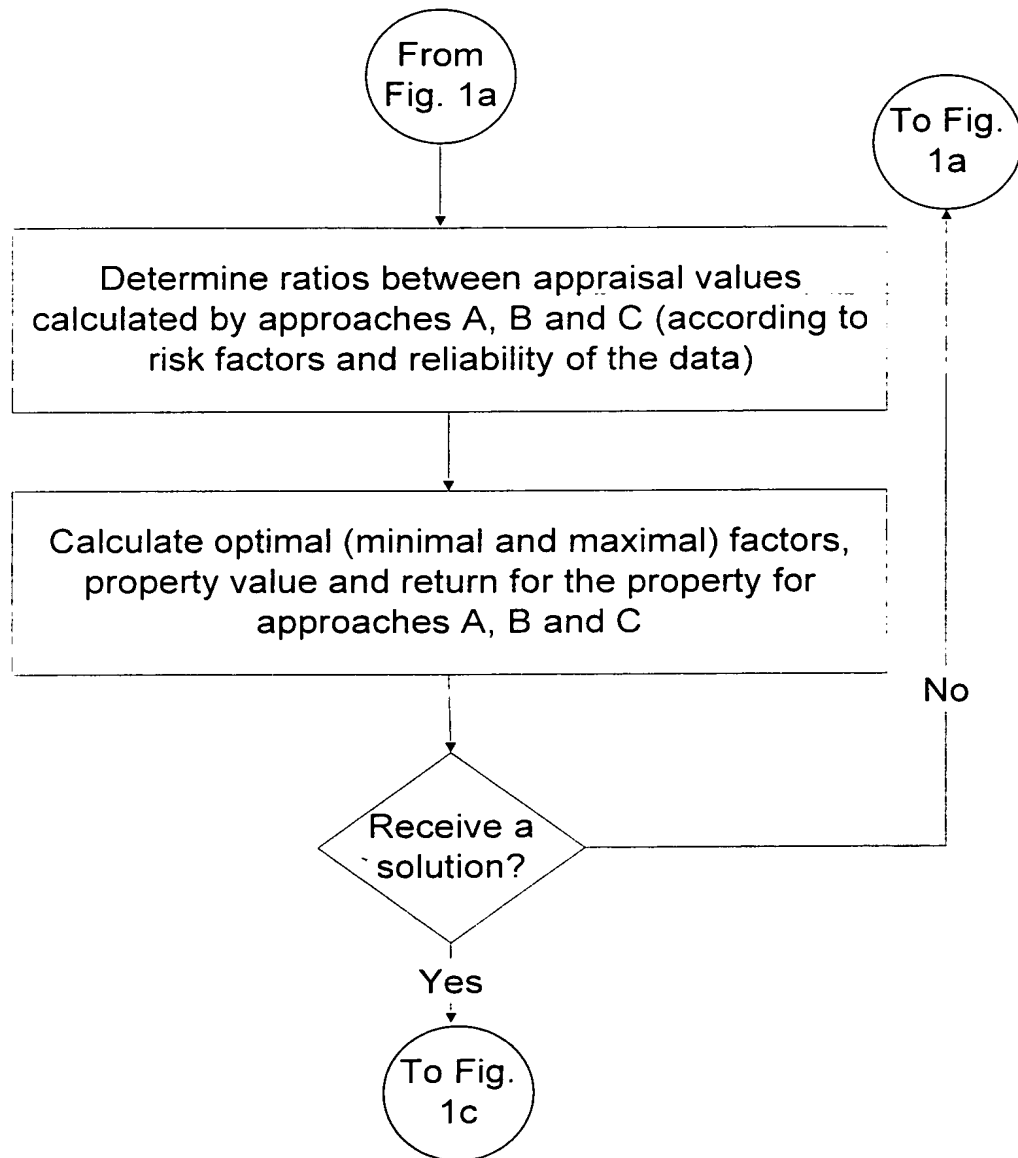 From
Fig. 1a
To Fig.
1a
Determine ratios between appraisal values
calculated by approaches A, B and C (according to
risk factors and reliability of the data)
Calculate optimal (minimal and maximal) factors,
property value and return for the property for
approaches A, B and C
No
Receive a
solution?
Yes
To Fig.
1c